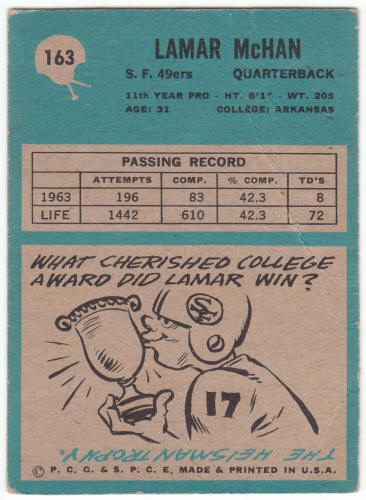 163
LAMAR McHAN
S. F. 49ers QUARTERBACK
11TH YEAR PRO - HT. 6'1" - WT. 205
AGE: 31 COLLEGE: ARKANSAS
PASSING RECORD
ATTEMPTS COMP. % COMP. TD'S
1963 196 83 42.3 8
LIFE 1442 610 42.3 72
WHAT CHERISHED COLLEGE
AWARD DID LAMAR WIN?
17
THE HEISMAN TROPHY.
© P. C. G. & S. P. C. E, MADE & PRINTED IN U.S.A.